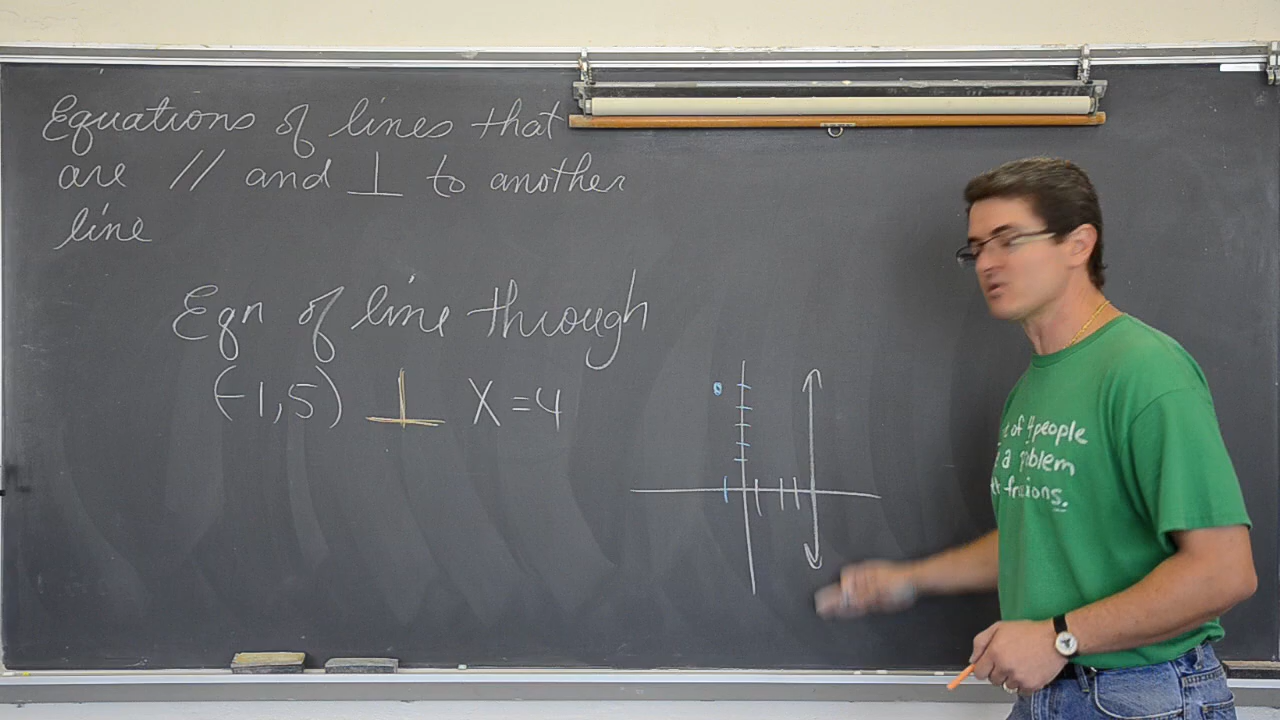 Equations of lines that
are // and ⊥ to another
line
Eqn of line through
(-1,5) ⊥ X = 4
of 4 people
a problem